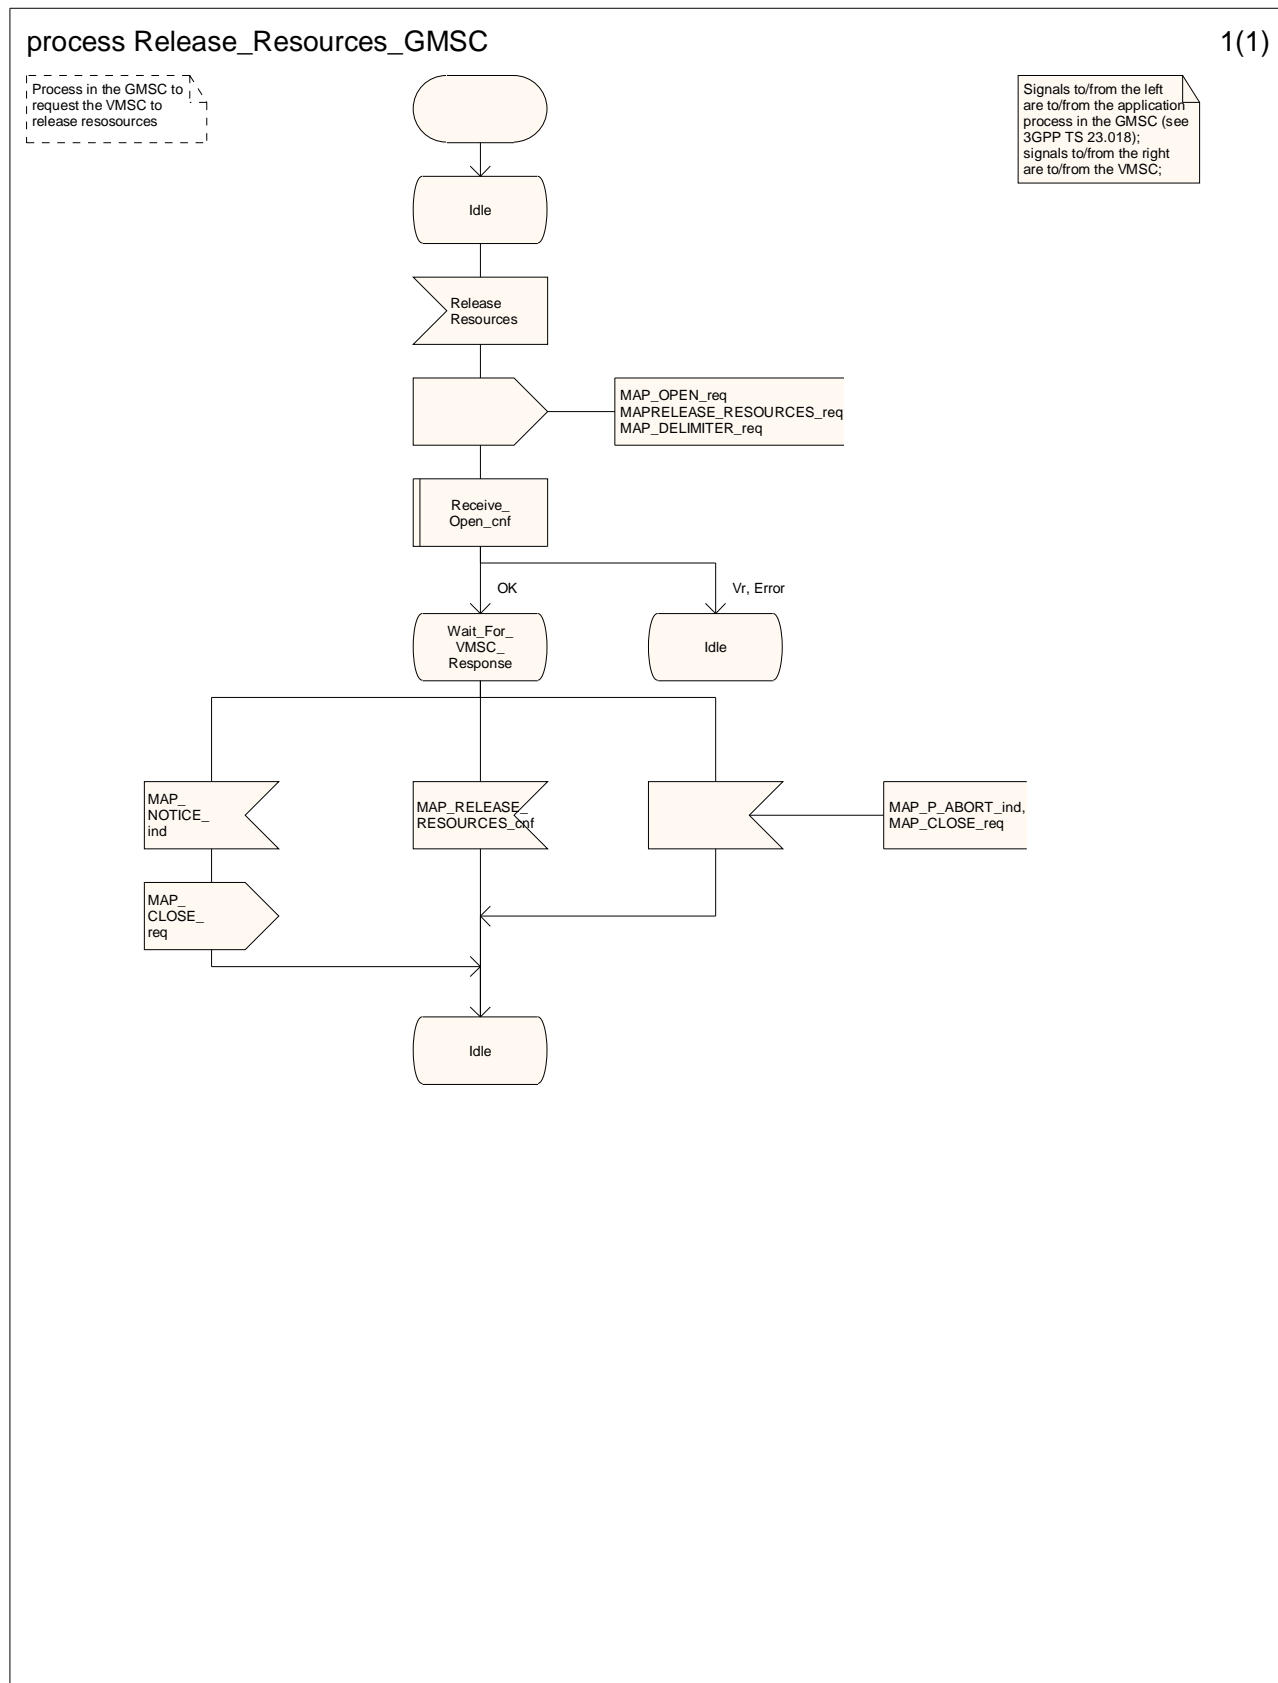 process Release_Resources_GMSC
1(1)
Process in the GMSC to
request the VMSC to
release resosources
Signals to/from the left
are to/from the application
process in the GMSC (see
3GPP TS 23.018);
signals to/from the right
are to/from the VMSC;
Idle
Release
Resources
MAP_OPEN_req
MAPRELEASE_RESOURCES_req
MAP_DELIMITER_req
Receive_
Open_cnf
OK
Vr, Error
Wait_For_
VMSC_
Response
Idle
MAP_
NOTICE_
ind
MAP_RELEASE_
RESOURCES_cnf
MAP_P_ABORT_ind,
MAP_CLOSE_req
MAP_
CLOSE_
req
Idle